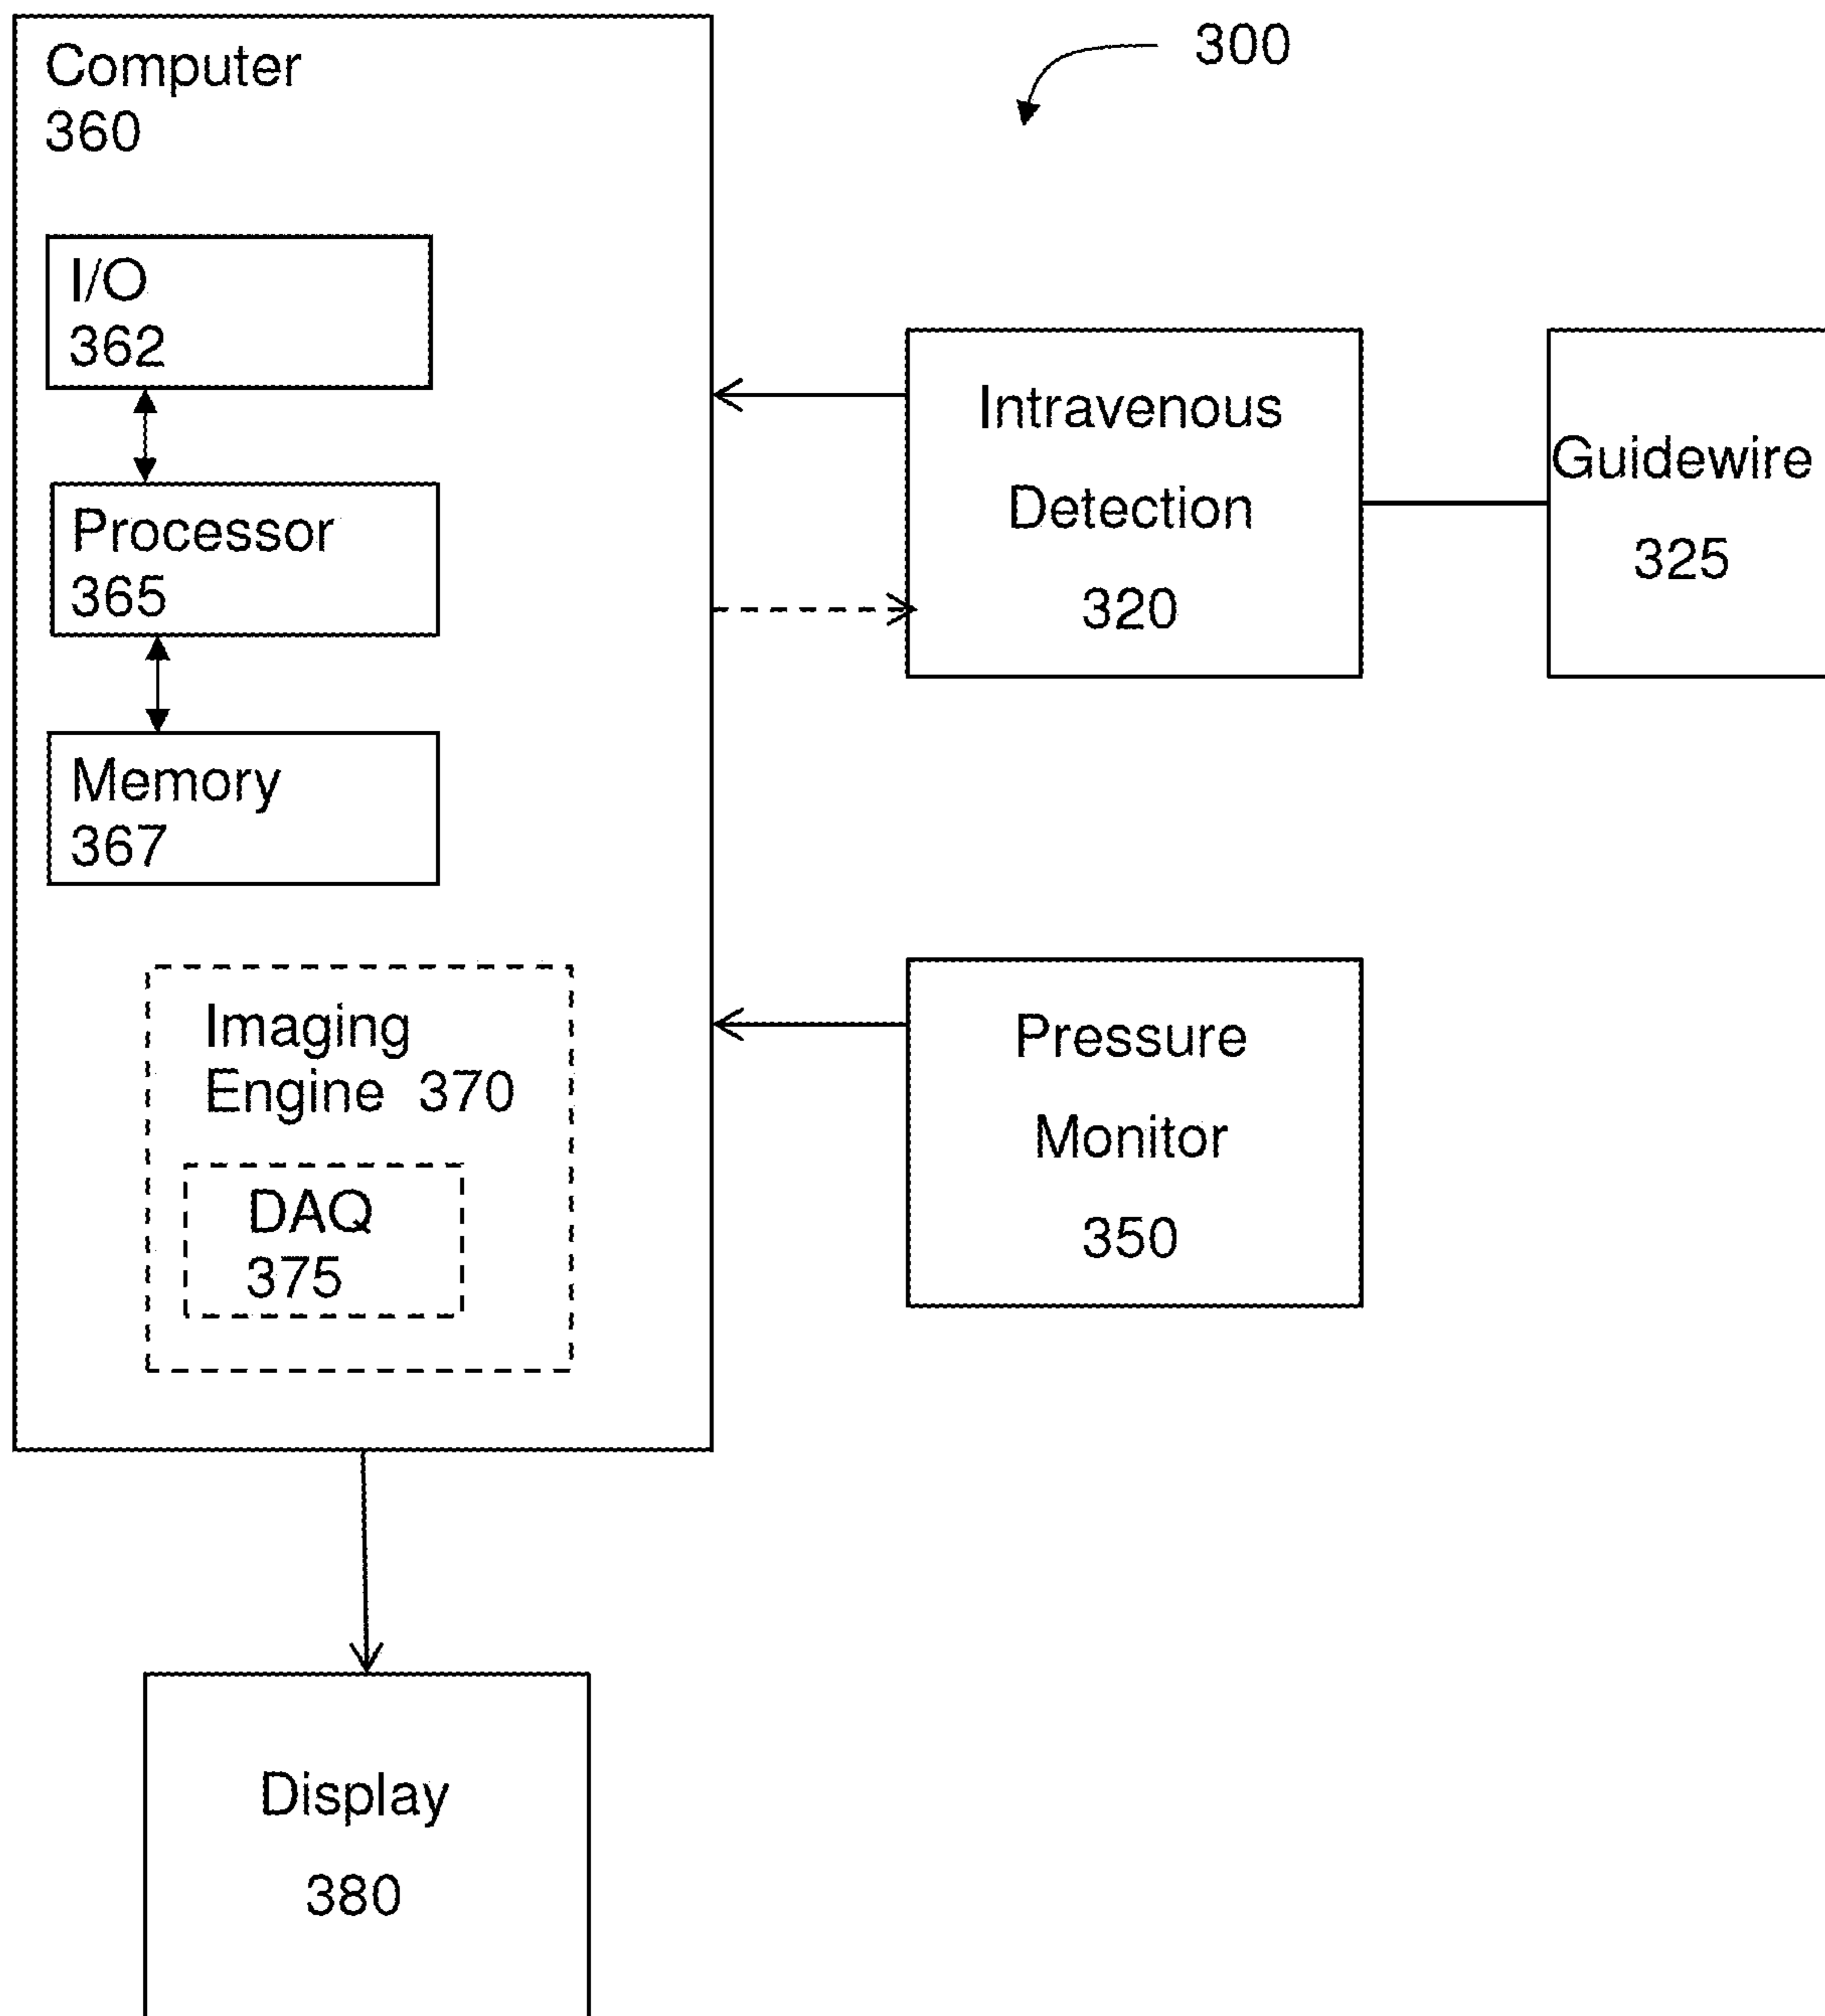 Computer
360
300
I/O
362
Processor
365
Memory
367
Imaging
Engine 370
DAQ
375
Intravenous
Detection
320
Guidewire
325
Pressure
Monitor
350
Display
380